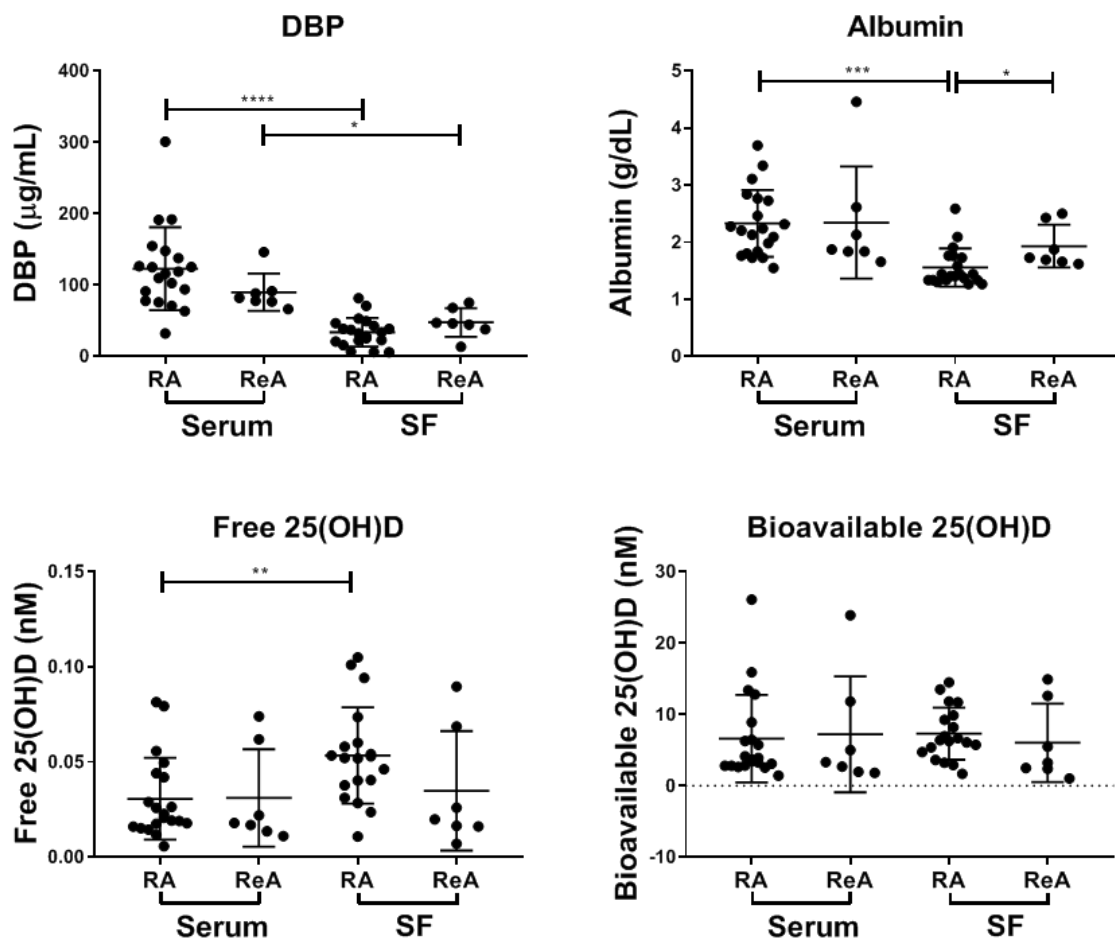 DBP
DBP (μg/mL)
400
300
200
100
0
****
*
RA
ReA
RA
ReA
Serum
SF
Albumin
Albumin (g/dL)
5
4
3
2
1
0
***
*
RA
ReA
RA
ReA
Serum
SF
Free 25(OH)D
Free 25(OH)D (nM)
0.15
0.10
0.05
0.00
**
RA
ReA
RA
ReA
Serum
SF
Bioavailable 25(OH)D
Bioavailable 25(OH)D (nM)
30
20
10
0
-10
RA
ReA
RA
ReA
Serum
SF